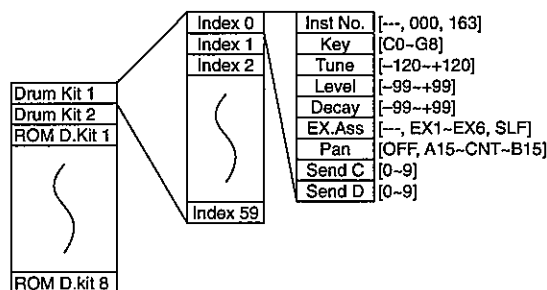 Drum Kit 1
Drum Kit 2
ROM D.Kit 1
ROM D.kit 8
Index 0
Index 1
Index 2
Index 59
Inst No. [---, 000, 163]
Key [C0~G8]
Tune [–120~+120]
Level [–99~+99]
Decay [–99~+99]
EX.Ass [---, EX1~EX6, SLF]
Pan [OFF, A15~CNT~B15]
Send C [0~9]
Send D [0~9]